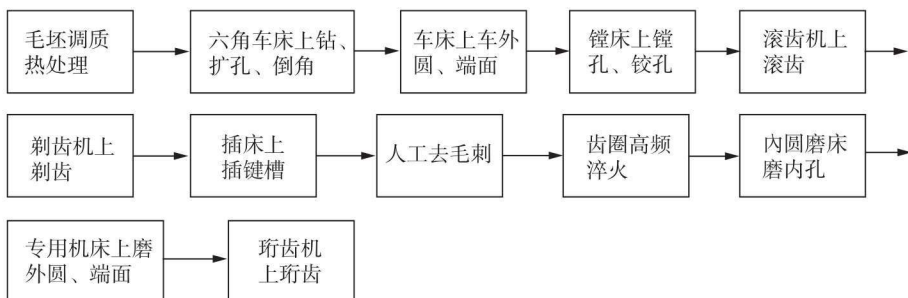 毛坯调质
热处理
六角车床上钻、
扩孔、倒角
车床上车外
圆、端面
镗床上镗
孔、铰孔
滚齿机上
滚齿
剃齿机上
剃齿
插床上
插键槽
人工去毛刺
齿圈高频
淬火
内圆磨床
磨内孔
专用机床上磨
外圆、端面
珩齿机
上珩齿